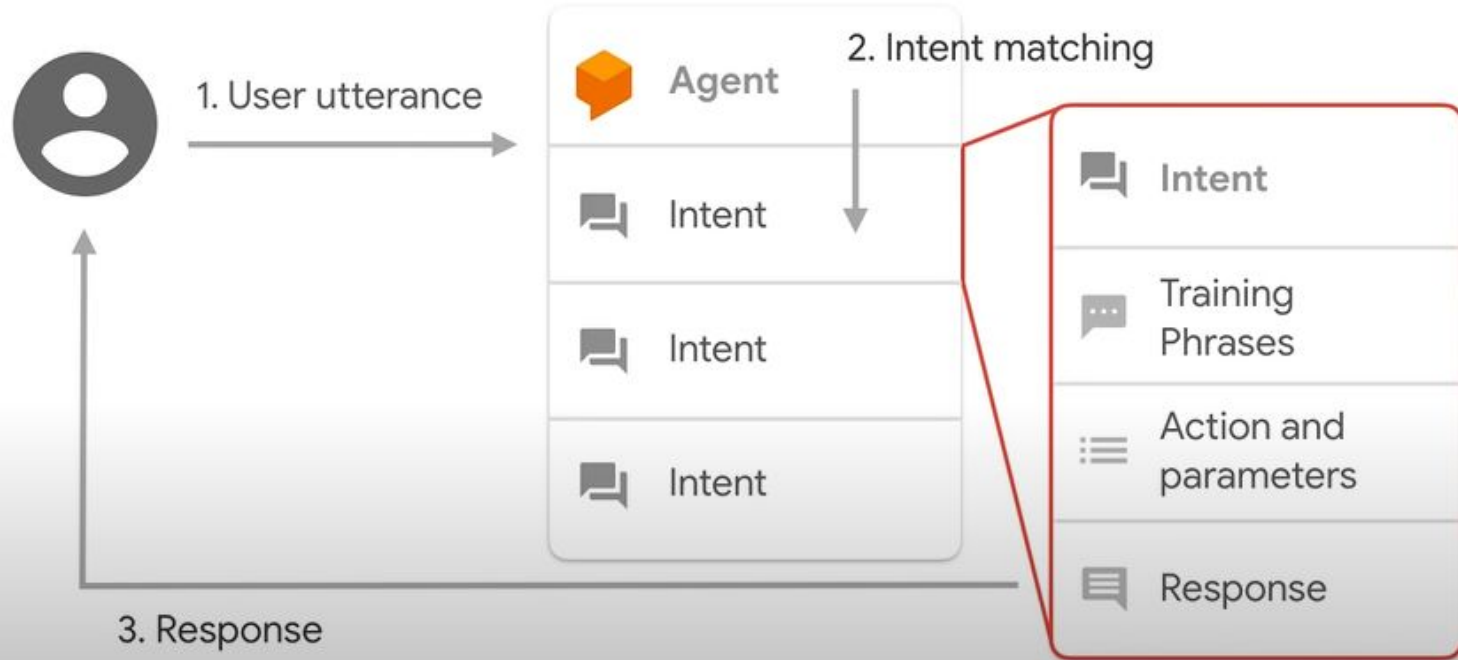 1. User utterance
Agent
2. Intent matching
Intent
Intent
Intent
Intent
Training
Phrases
Action and
parameters
Response
3. Response